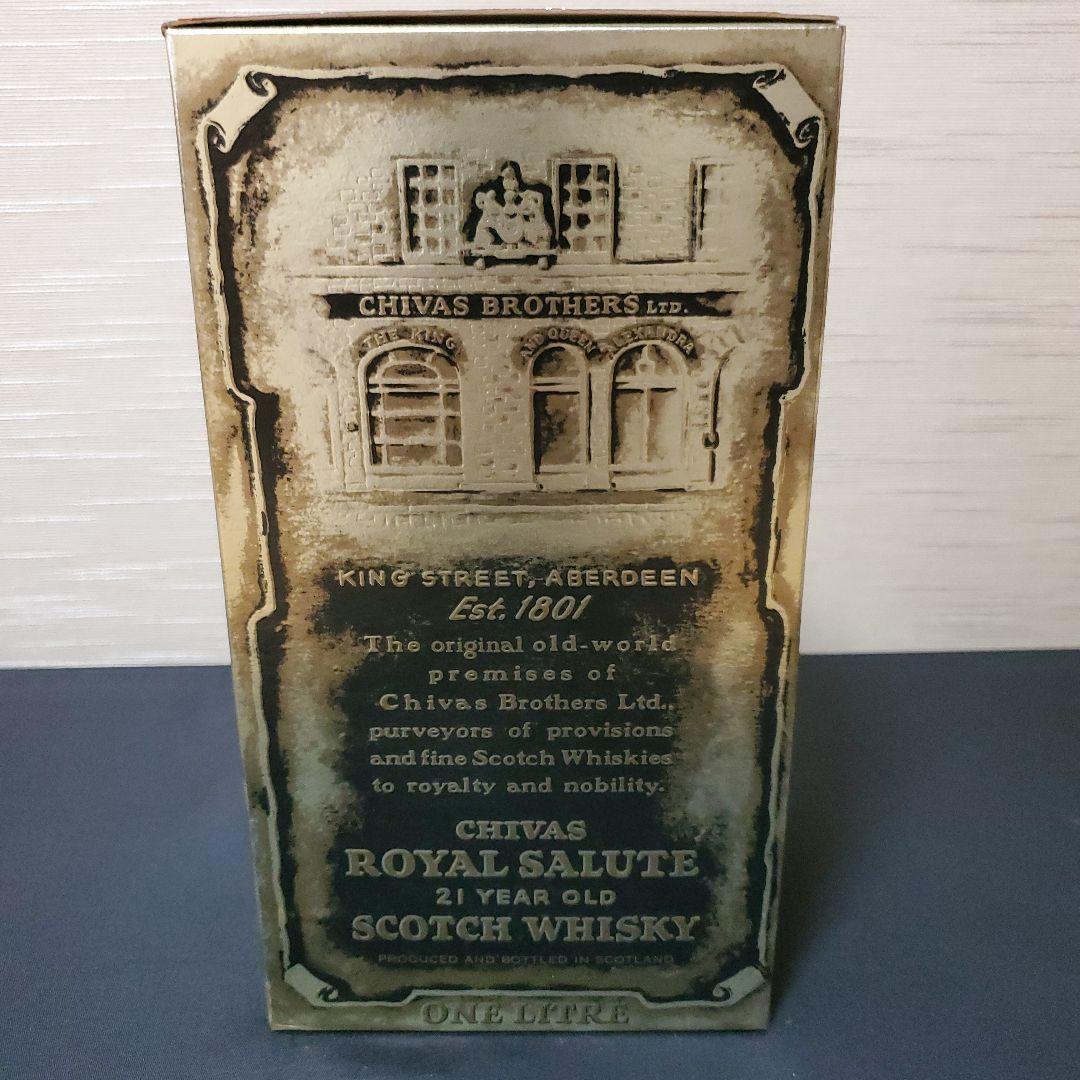 CHIVAS BROTHERS LTD.
THE KING AND QUEEN ALEXANDRA
KING STREET, ABERDEEN
Est. 1801
The original old-world
premises of
Chivas Brothers Ltd.,
purveyors of provisions
and fine Scotch Whiskies
to royalty and nobility.
CHIVAS
ROYAL SALUTE
21 YEAR OLD
SCOTCH WHISKY
PRODUCED AND BOTTLED IN SCOTLAND
ONE LITRE